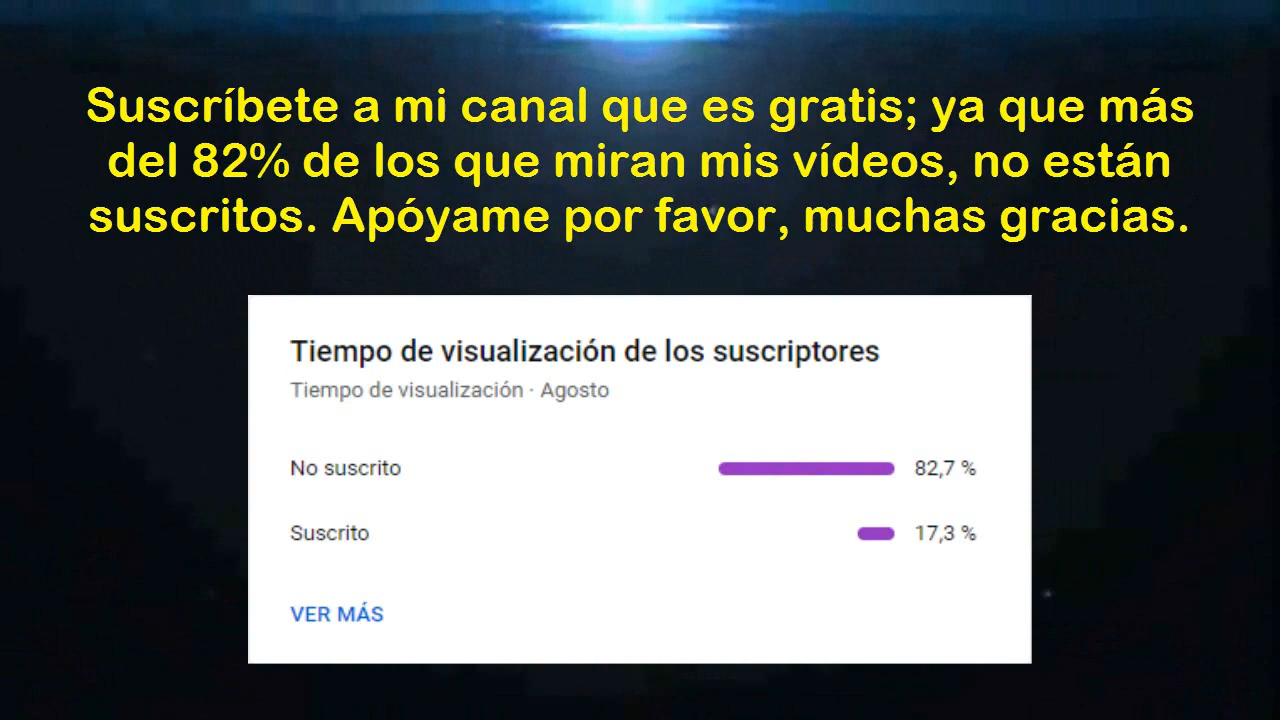 Suscríbete a mi canal que es gratis; ya que más
del 82% de los que miran mis vídeos, no están
suscritos. Apóyame por favor, muchas gracias.
Tiempo de visualización de los suscriptores
Tiempo de visualización · Agosto
No suscrito 82,7 %
Suscrito 17,3 %
VER MÁS